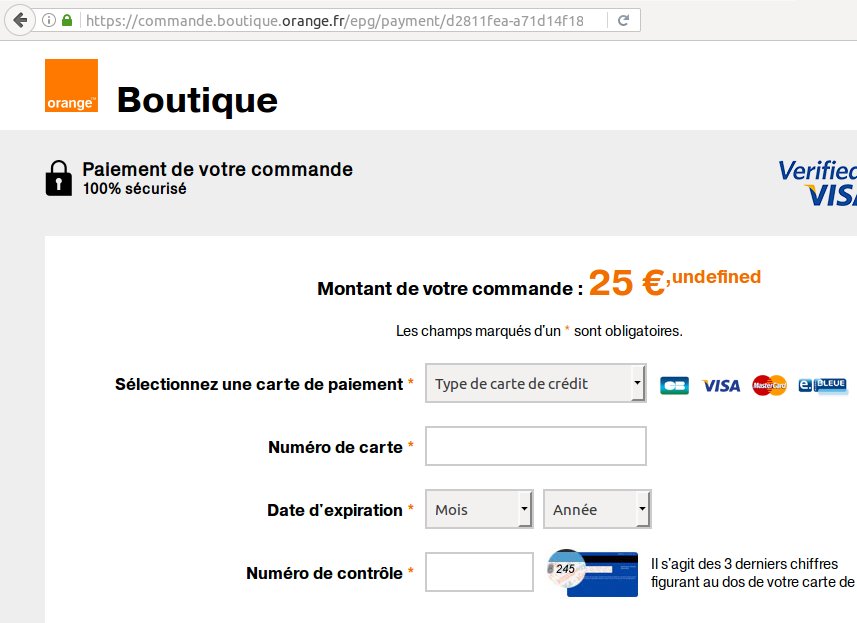 https://commande.boutique.orange.fr/epg/payment/d2811fea-a71d14f18
orange™ Boutique
Paiement de votre commande
100% sécurisé
Verified
VISA
Montant de votre commande : 25 €,undefined
Les champs marqués d'un * sont obligatoires.
Sélectionnez une carte de paiement * Type de carte de crédit CB VISA MasterCard e. BLEUE
Numéro de carte *
Date d'expiration * Mois Année
Numéro de contrôle * 245 Il s'agit des 3 derniers chiffres
figurant au dos de votre carte de